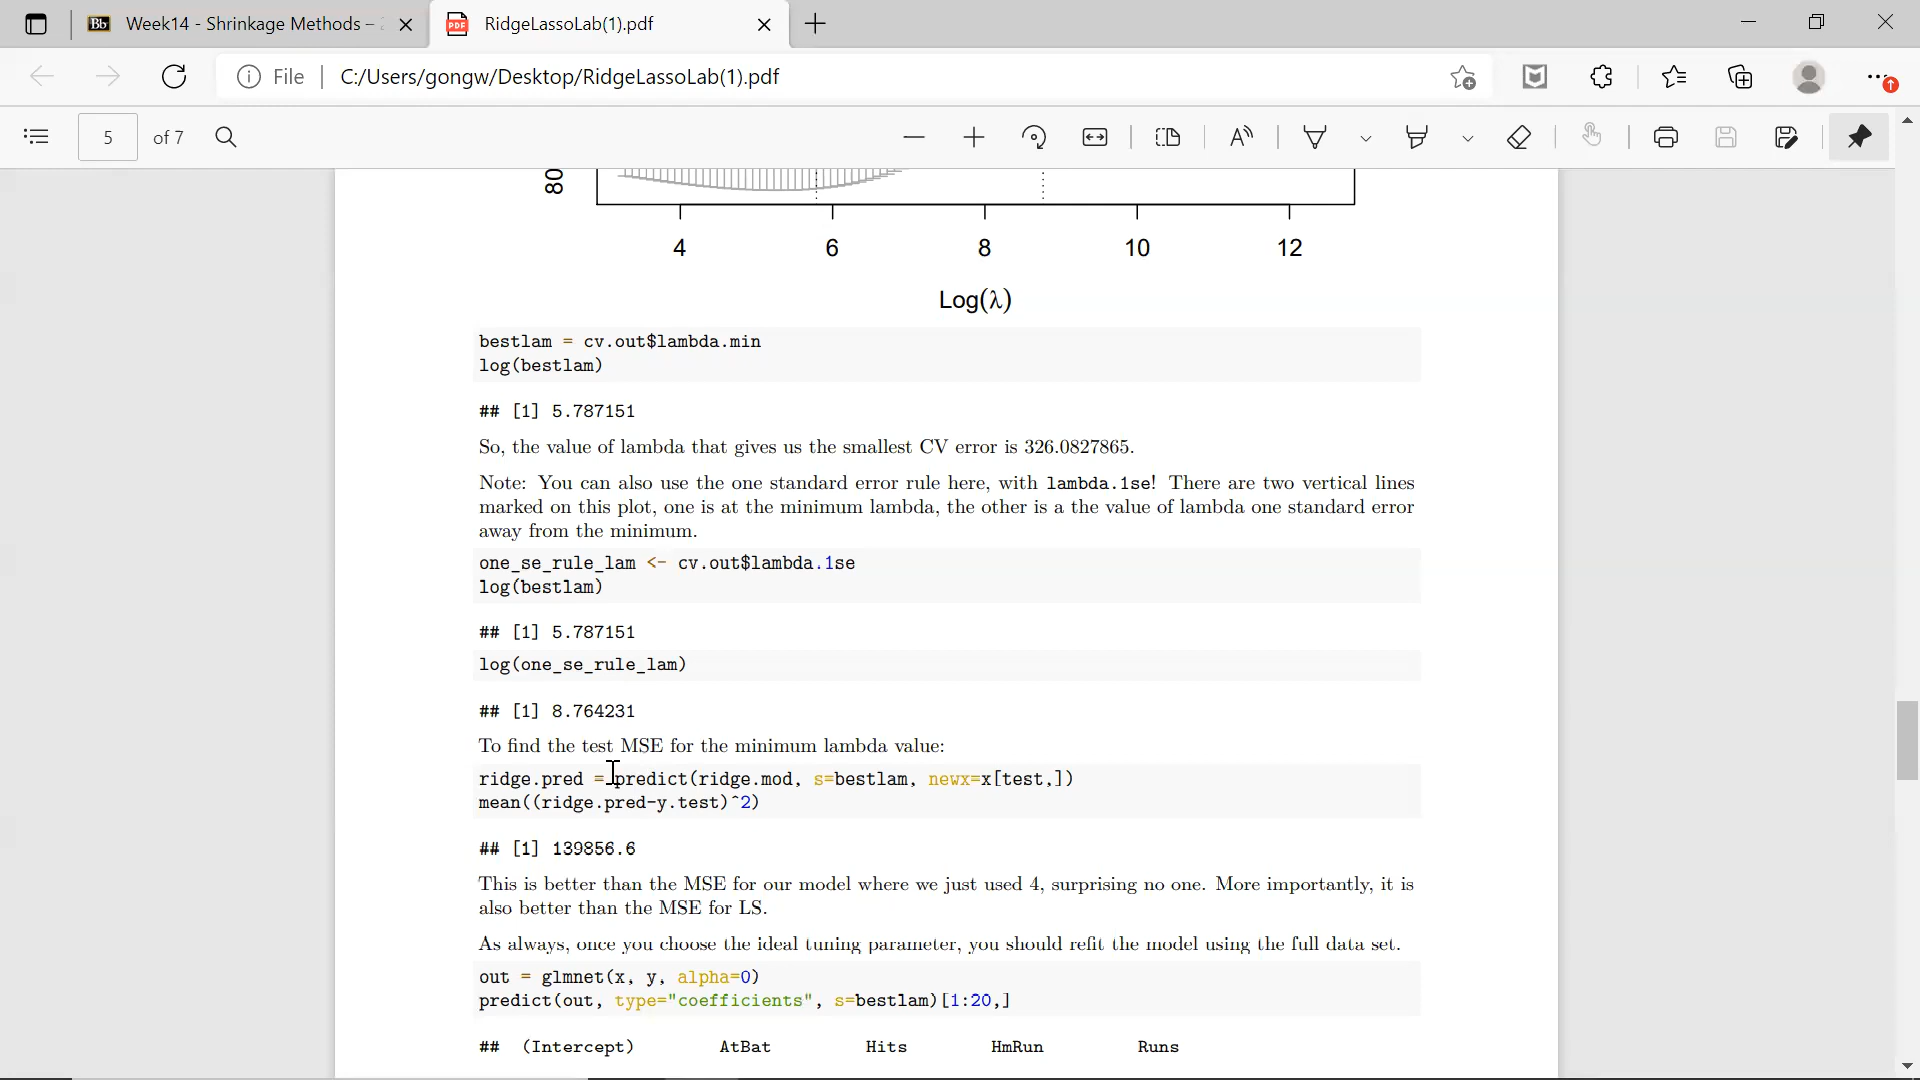 Week14 - Shrinkage Methods –
RidgeLassoLab(1).pdf
File
C:/Users/gongw/Desktop/RidgeLassoLab(1).pdf
5 of 7
80
4 6 8 10 12
Log(λ)
bestlam = cv.out$lambda.min
log(bestlam)
## [1] 5.787151
So, the value of lambda that gives us the smallest CV error is 326.0827865.
Note: You can also use the one standard error rule here, with lambda.1se! There are two vertical lines
marked on this plot, one is at the minimum lambda, the other is a the value of lambda one standard error
away from the minimum.
one_se_rule_lam <- cv.out$lambda.1se
log(bestlam)
## [1] 5.787151
log(one_se_rule_lam)
## [1] 8.764231
To find the test MSE for the minimum lambda value:
ridge.pred = predict(ridge.mod, s=bestlam, newx=x[test,])
mean((ridge.pred-y.test)^2)
## [1] 139856.6
This is better than the MSE for our model where we just used 4, surprising no one. More importantly, it is
also better than the MSE for LS.
As always, once you choose the ideal tuning parameter, you should refit the model using the full data set.
out = glmnet(x, y, alpha=0)
predict(out, type="coefficients", s=bestlam)[1:20,]
## (Intercept) AtBat Hits HmRun Runs